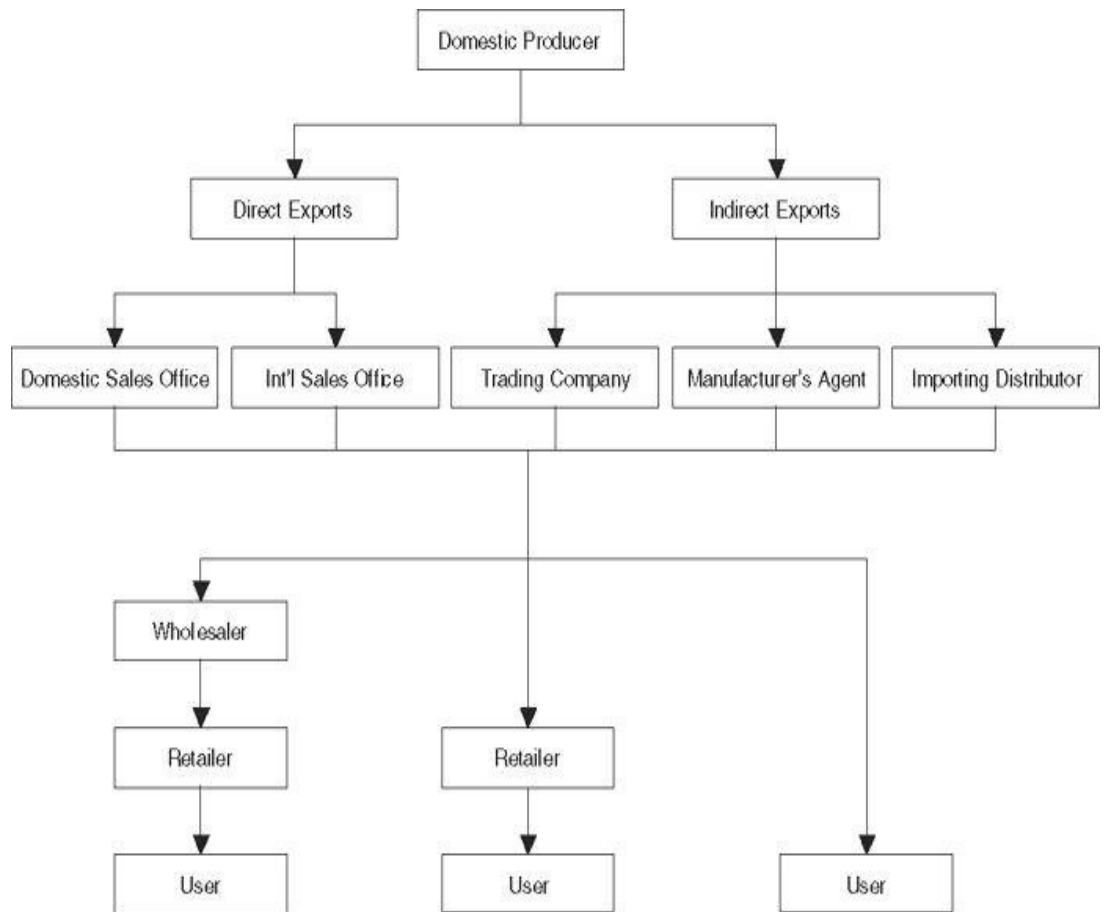 Domestic Producer
Direct Exports
Indirect Exports
Domestic Sales Office
Int'l Sales Office
Trading Company
Manufacturer's Agent
Importing Distributor
Wholesaler
Retailer
Retailer
User
User
User